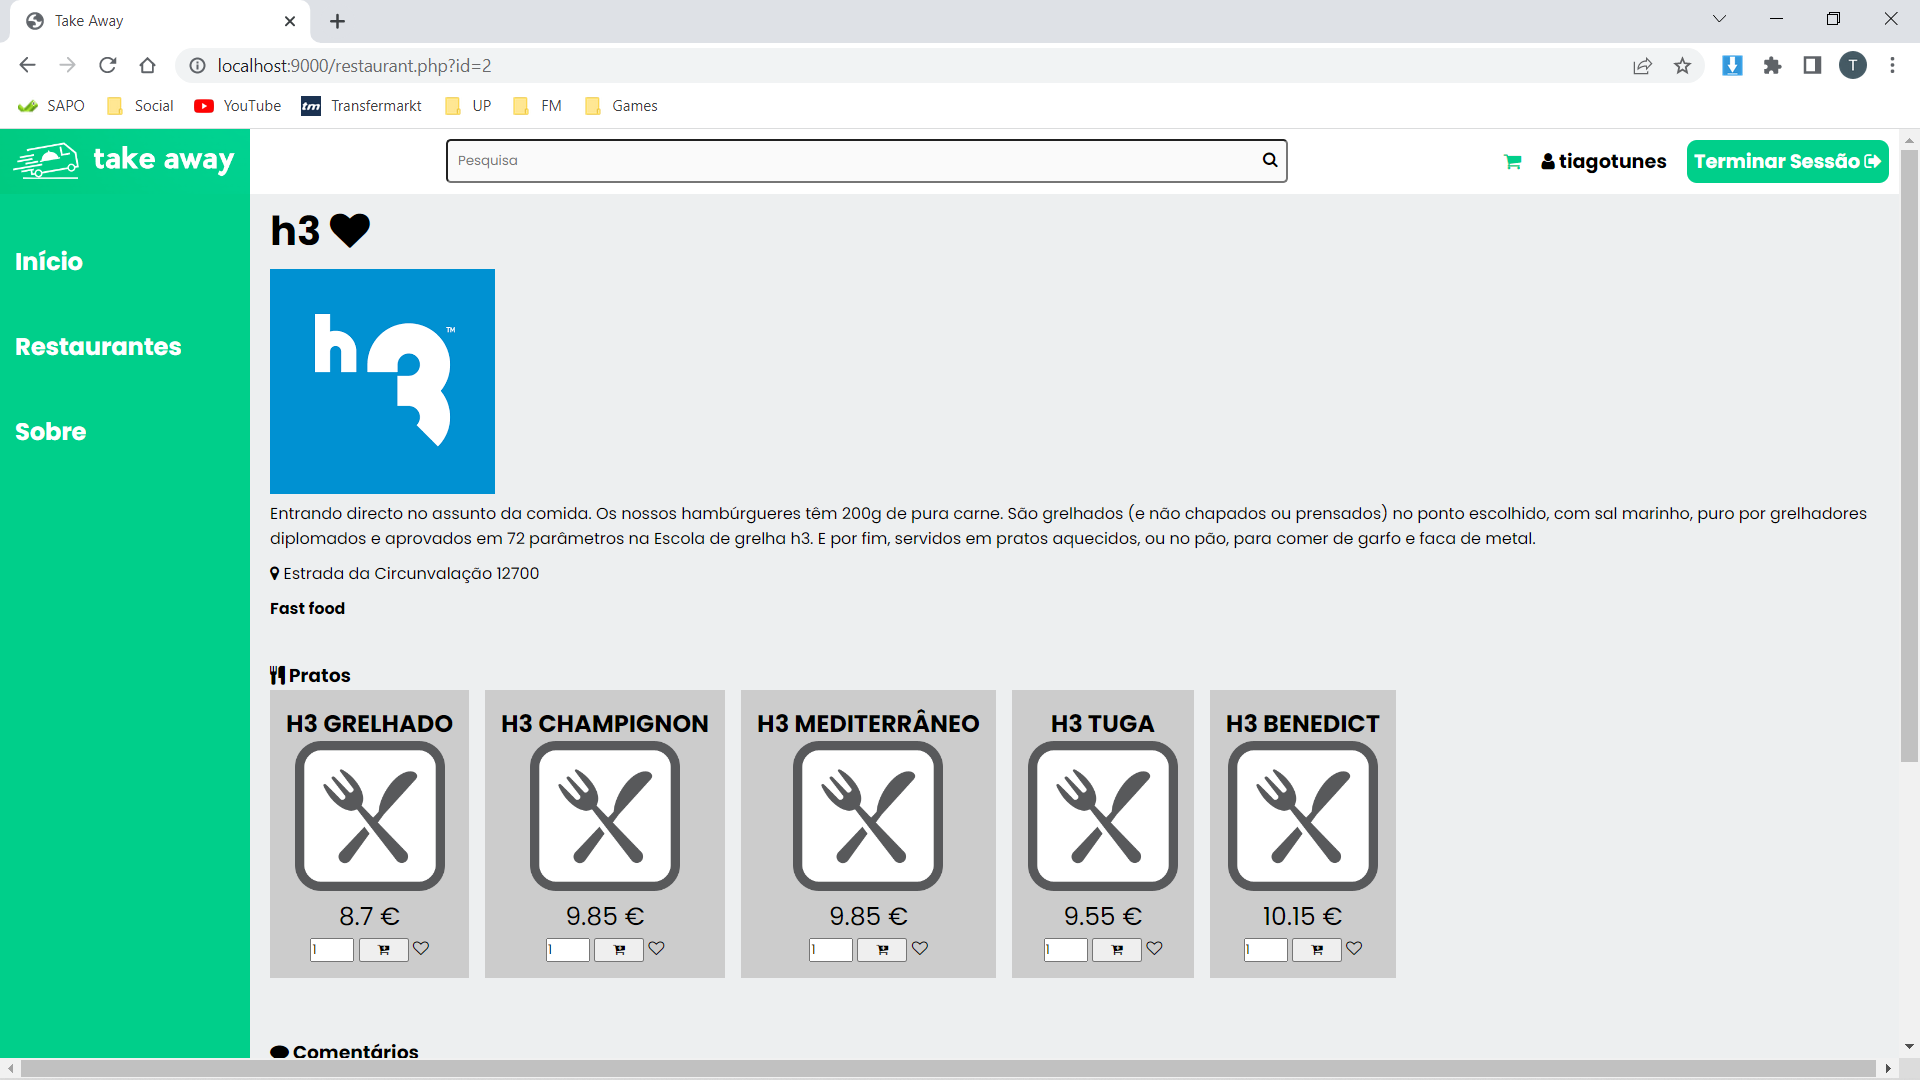 Take Away
localhost:9000/restaurant.php?id=2
T
SAPO
Social
YouTube
tm Transfermarkt
UP
FM
Games
take away
Pesquisa
tiagotunes
Terminar Sessão
Início
Restaurantes
Sobre
h3
h3™
Entrando directo no assunto da comida. Os nossos hambúrgueres têm 200g de pura carne. São grelhados (e não chapados ou prensados) no ponto escolhido, com sal marinho, puro por grelhadores
diplomados e aprovados em 72 parâmetros na Escola de grelha h3. E por fim, servidos em pratos aquecidos, ou no pão, para comer de garfo e faca de metal.
Estrada da Circunvalação 12700
Fast food
Pratos
H3 GRELHADO
8.7 €
1
H3 CHAMPIGNON
9.85 €
1
H3 MEDITERRÂNEO
9.85 €
1
H3 TUGA
9.55 €
1
H3 BENEDICT
10.15 €
1
Comentários